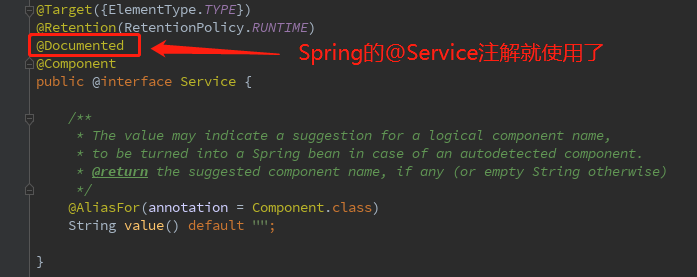 @Target({ElementType.TYPE})
@Retention(RetentionPolicy.RUNTIME)
@Documented
Spring的@Service注解就使用了
@Component
public @interface Service {
/**
* The value may indicate a suggestion for a logical component name,
* to be turned into a Spring bean in case of an autodetected component.
* @return the suggested component name, if any (or empty String otherwise)
*/
@AliasFor(annotation = Component.class)
String value() default "";
}